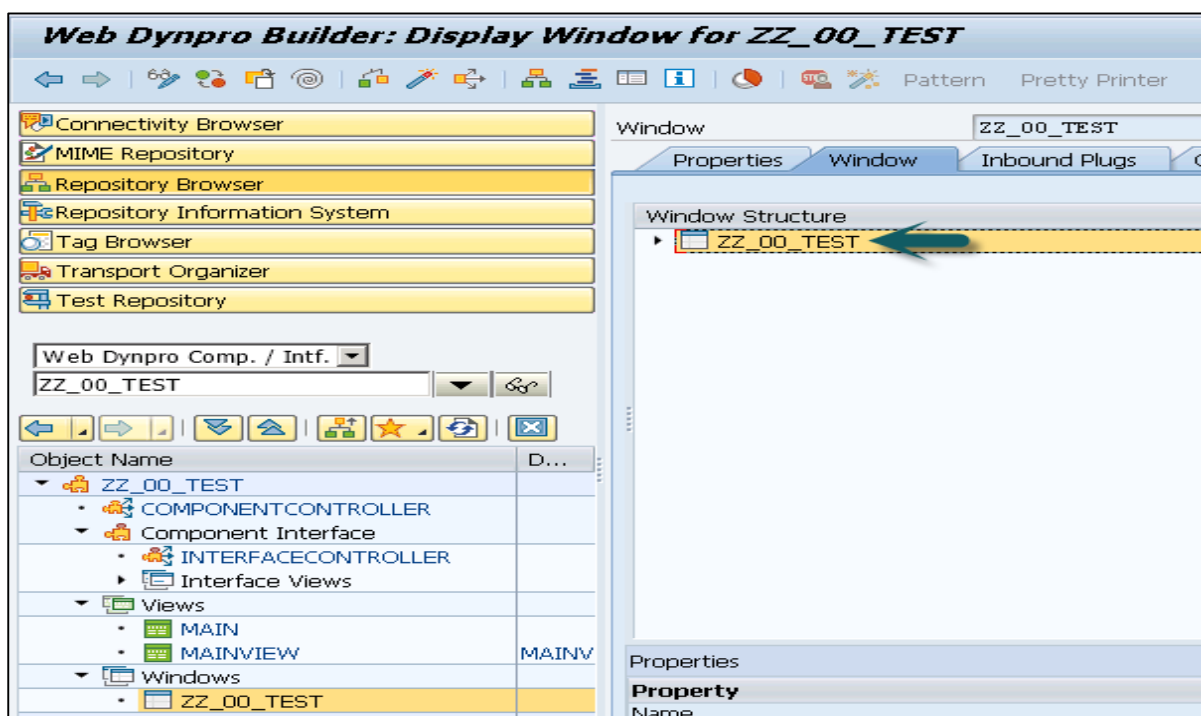 Web Dynpro Builder: Display Window for ZZ_00_TEST
Pattern Pretty Printer
Connectivity Browser
MIME Repository
Repository Browser
Repository Information System
Tag Browser
Transport Organizer
Test Repository
Web Dynpro Comp. / Intf.
ZZ_00_TEST
Object Name D...
ZZ_00_TEST
COMPONENTCONTROLLER
Component Interface
INTERFACECONTROLLER
Interface Views
Views
MAIN
MAINVIEW MAINV
Windows
ZZ_00_TEST
Window ZZ_00_TEST
Properties Window Inbound Plugs
Window Structure
ZZ_00_TEST
Properties
Property
Name